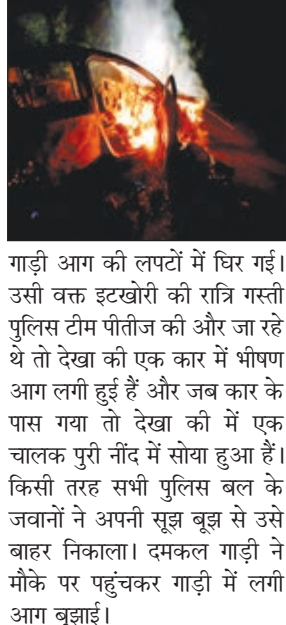 गाड़ी आग की लपटों में घिर गई।
उसी वक्त इटखोरी की रात्रि गस्ती
पुलिस टीम पीतीज की और जा रहे
थे तो देखा की एक कार में भीषण
आग लगी हुई हैं और जब कार के
पास गया तो देखा की में एक
चालक पुरी नींद में सोया हुआ हैं।
किसी तरह सभी पुलिस बल के
जवानों ने अपनी सूझ बूझ से उसे
बाहर निकाला। दमकल गाड़ी ने
मौके पर पहुंचकर गाड़ी में लगी
आग बुझाई।